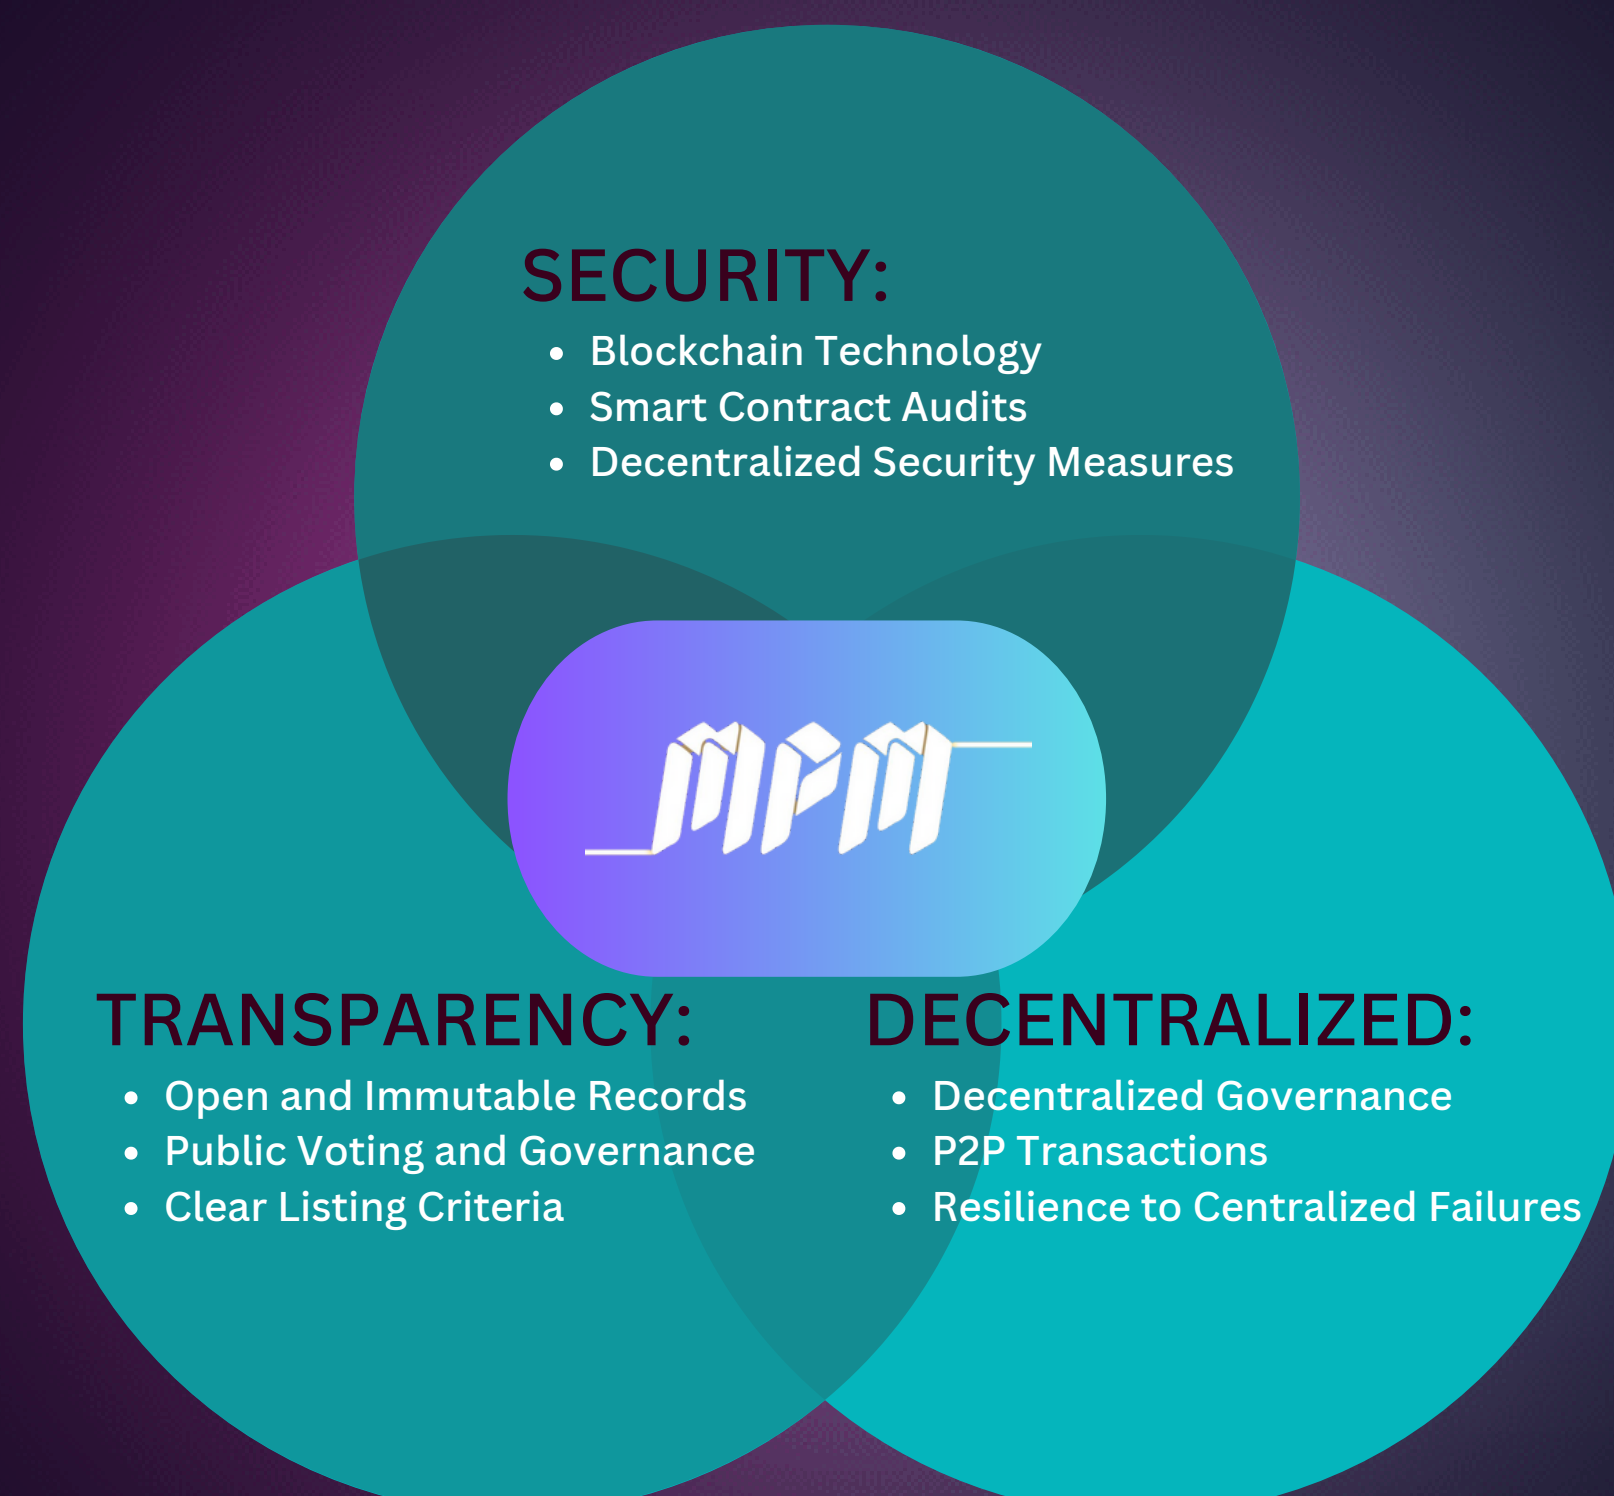 SECURITY:
• Blockchain Technology
• Smart Contract Audits
• Decentralized Security Measures
MPM
TRANSPARENCY:
• Open and Immutable Records
• Public Voting and Governance
• Clear Listing Criteria
DECENTRALIZED:
• Decentralized Governance
• P2P Transactions
• Resilience to Centralized Failures